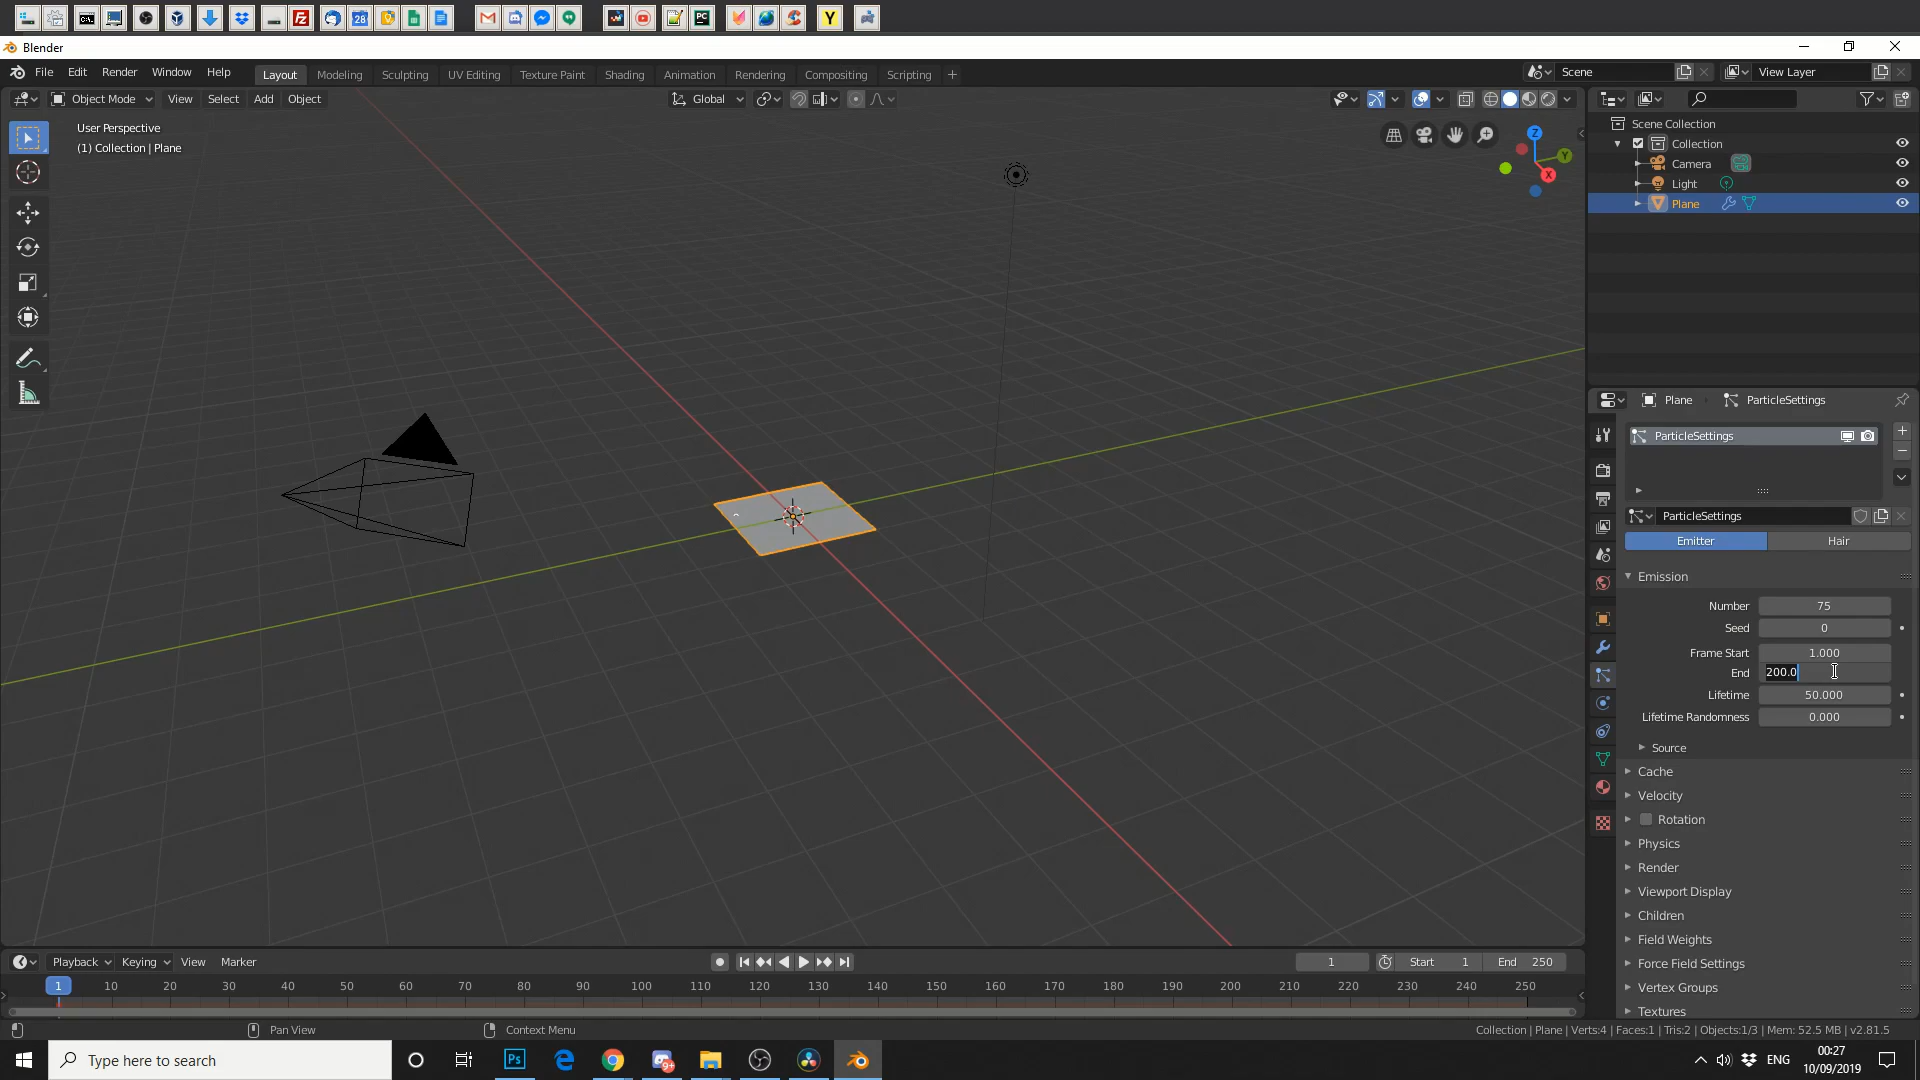 Blender
File Edit Render Window Help Layout Modeling Sculpting UV Editing Texture Paint Shading Animation Rendering Compositing Scripting + Scene View Layer
Object Mode View Select Add Object Global
User Perspective
(1) Collection | Plane
Z
Y
X
Scene Collection
Collection
Camera
Light
Plane
Plane ParticleSettings
ParticleSettings
ParticleSettings
Emitter Hair
Emission
Number 75
Seed 0
Frame Start 1.000
End 200.0
Lifetime 50.000
Lifetime Randomness 0.000
Source
Cache
Velocity
Rotation
Physics
Render
Viewport Display
Children
Field Weights
Force Field Settings
Vertex Groups
Textures
Playback Keying View Marker 1 Start 1 End 250
1 10 20 30 40 50 60 70 80 90 100 110 120 130 140 150 160 170 180 190 200 210 220 230 240 250
Pan View Context Menu Collection | Plane | Verts:4 | Faces:1 | Tris:2 | Objects:1/3 | Mem: 52.5 MB | v2.81.5
Type here to search
ENG
00:27
10/09/2019